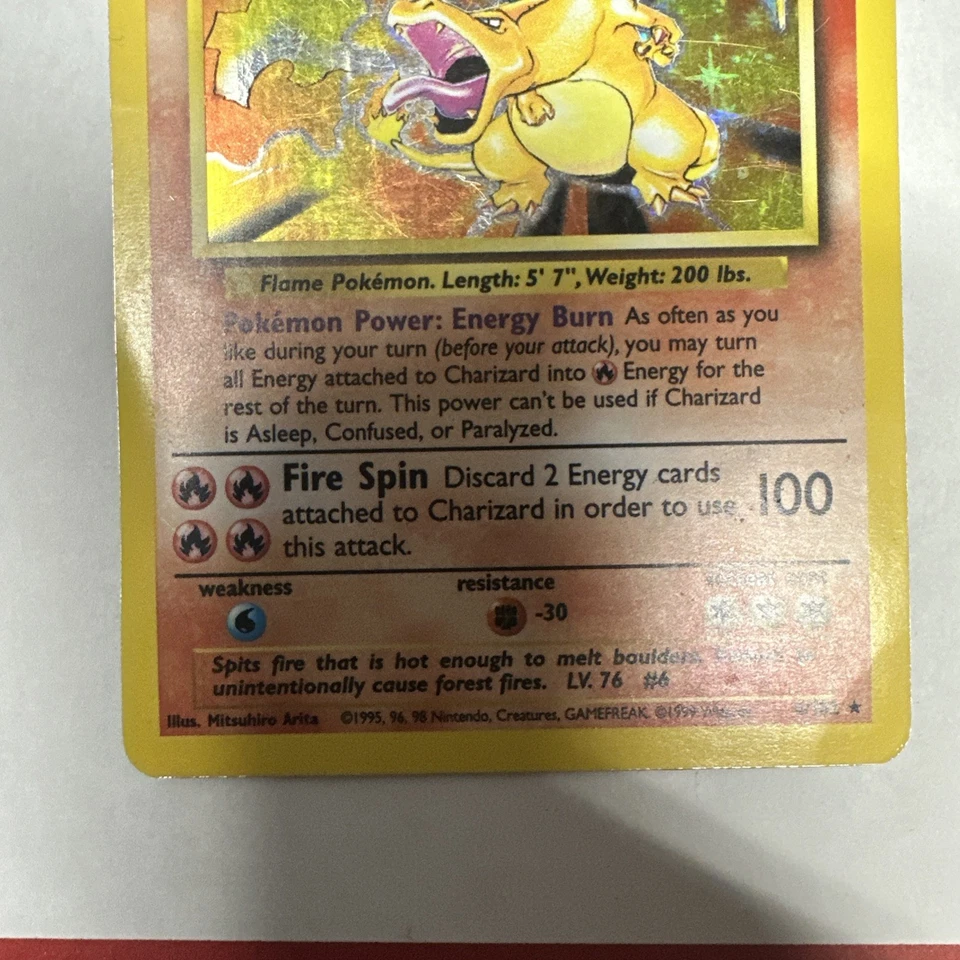 Flame Pokémon. Length: 5' 7", Weight: 200 lbs.
Pokémon Power: Energy Burn As often as you
like during your turn (before your attack), you may turn
all Energy attached to Charizard into Energy for the
rest of the turn. This power can't be used if Charizard
is Asleep, Confused, or Paralyzed.
Fire Spin Discard 2 Energy cards
attached to Charizard in order to use
this attack.
100
weakness
resistance
-30
Spits fire that is hot enough to melt boulders.
unintentionally cause forest fires. LV. 76 #6
Illus. Mitsuhiro Arita ©1995, 96, 98 Nintendo, Creatures, GAMEFREAK. ©1999